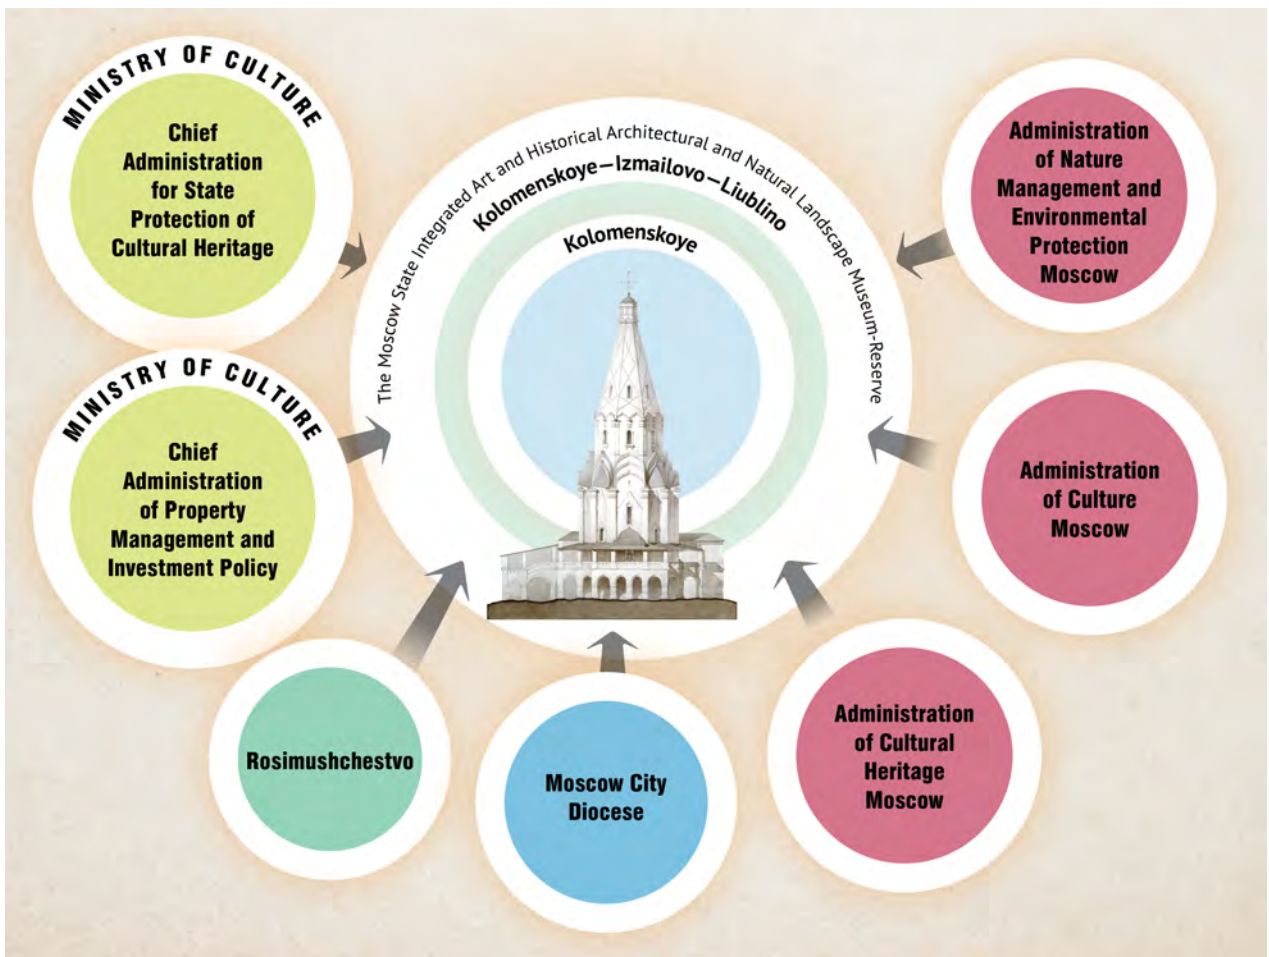 MINISTRY OF CULTURE
Chief
Administration
for State
Protection of
Cultural Heritage
MINISTRY OF CULTURE
Chief
Administration
of Property
Management and
Investment Policy
Rosimushchestvo
Moscow City
Diocese
The Moscow State Integrated Art and Historical Architectural and Natural Landscape Museum-Reserve
Kolomenskoye–Izmailovo–Liublino
Kolomenskoye
Administration
of Nature
Management and
Environmental
Protection
Moscow
Administration
of Culture
Moscow
Administration
of Cultural
Heritage
Moscow